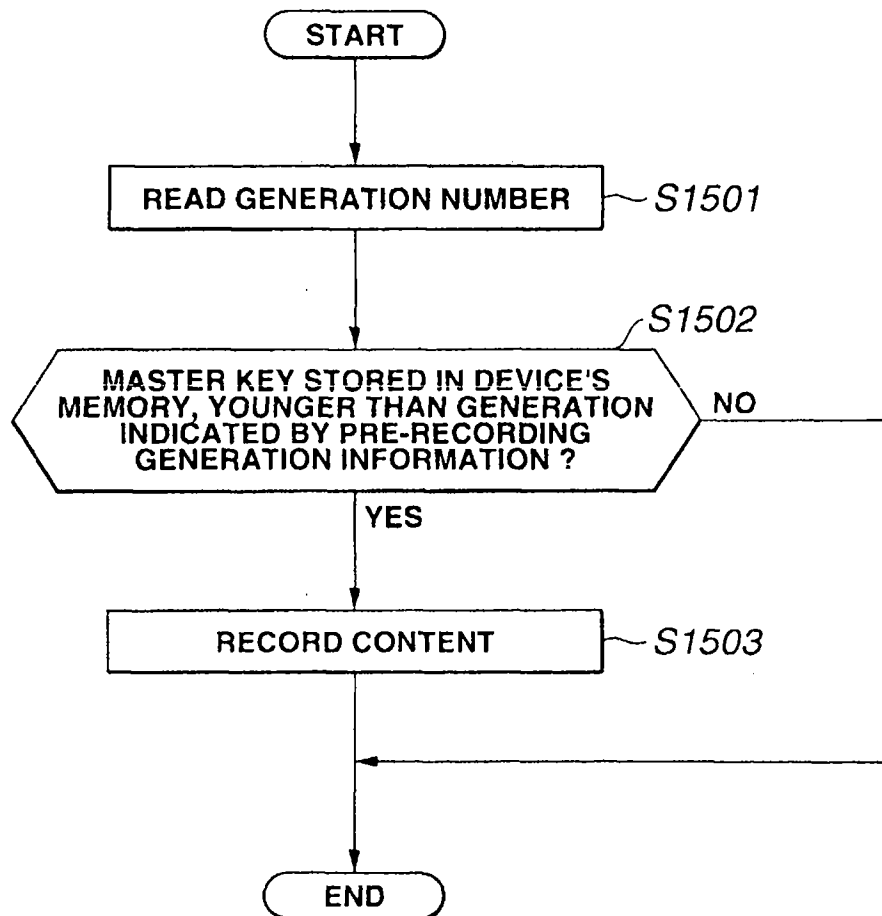 START
READ GENERATION NUMBER
S1501
S1502
MASTER KEY STORED IN DEVICE'S
MEMORY, YOUNGER THAN GENERATION
INDICATED BY PRE-RECORDING
GENERATION INFORMATION ?
NO
YES
RECORD CONTENT
S1503
END